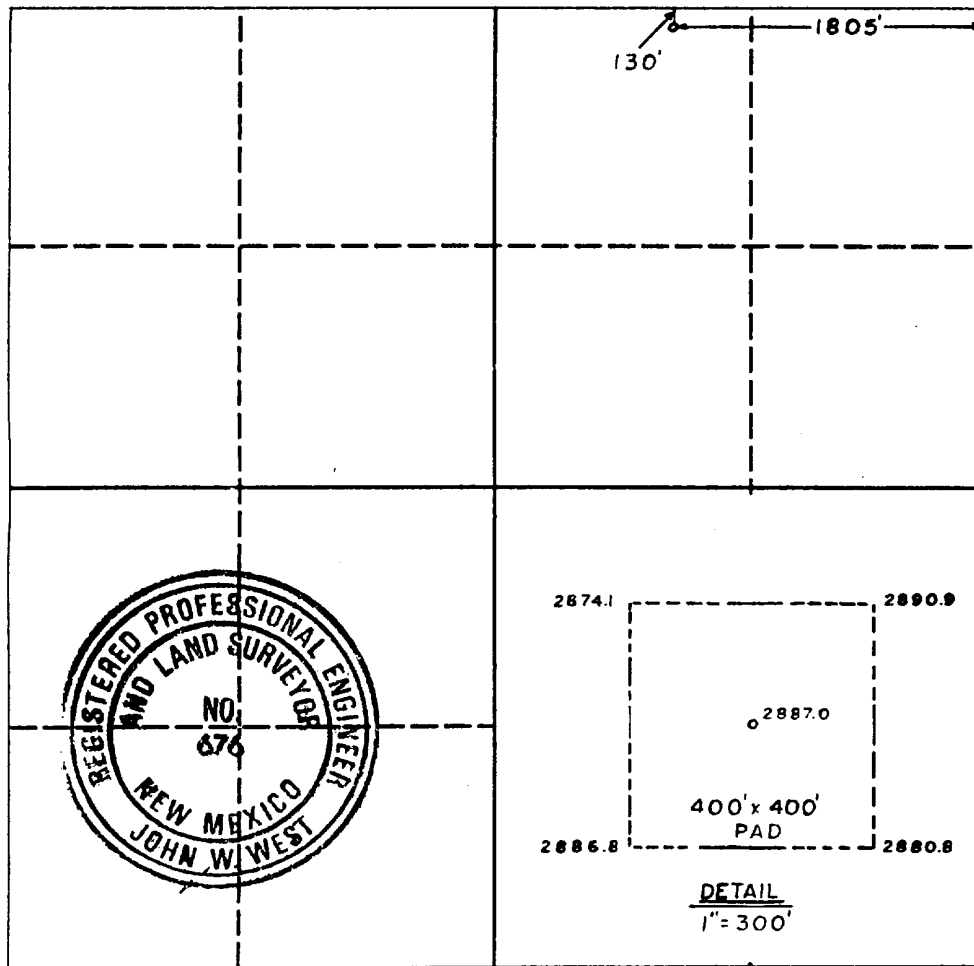 1805'
130'
REGISTERED PROFESSIONAL ENGINEER
AND LAND SURVEYOR
NO.
676
NEW MEXICO
JOHN W. WEST
2874.1
2890.9
2887.0
400' x 400'
PAD
2886.8
2880.8
DETAIL
1"=300'